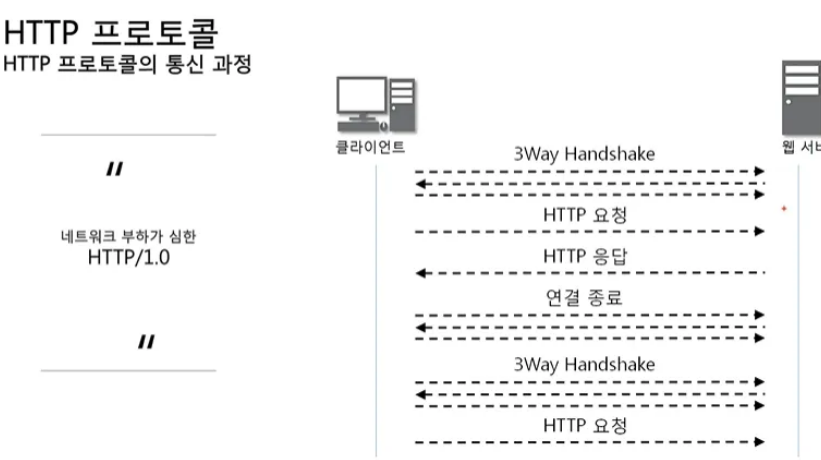 HTTP 프로토콜
HTTP 프로토콜의 통신 과정
"
네트워크 부하가 심한
HTTP/1.0
"
클라이언트
3Way Handshake
HTTP 요청
HTTP 응답
연결 종료
3Way Handshake
HTTP 요청
웹